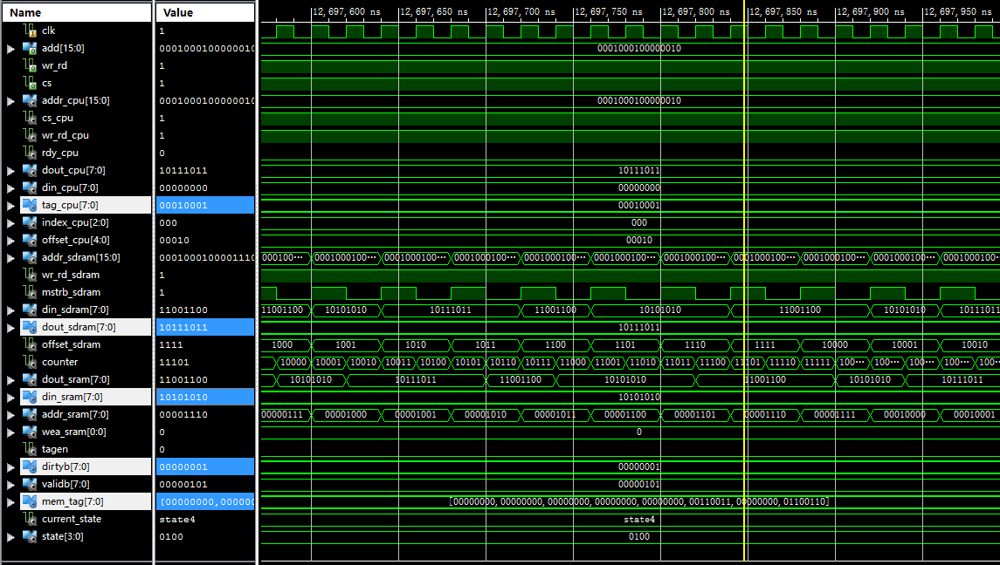 Name Value 12,697,600 ns 12,697,650 ns 12,697,700 ns 12,697,750 ns 12,697,800 ns 12,697,850 ns 12,697,900 ns 12,697,950 ns
clk 1
add[15:0] 0001000100000010 0001000100000010
wr_rd 1
cs 1
addr_cpu[15:0] 0001000100000010 0001000100000010
cs_cpu 1
wr_rd_cpu 1
rdy_cpu 0
dout_cpu[7:0] 10111011 10111011
din_cpu[7:0] 00000000 00000000
tag_cpu[7:0] 00010001 00010001
index_cpu[2:0] 000 000
offset_cpu[4:0] 00010 00010
addr_sdram[15:0] 0001000100001110 000100··· 0001000100··· 0001000100··· 0001000100··· 0001000100··· 0001000100··· 0001000100··· 0001000100··· 0001000100··· 0001000100··· 0001000100···
wr_rd_sdram 1
mstrb_sdram 1
din_sdram[7:0] 11001100 11001100 10101010 10111011 11001100 10101010 11001100 10101010 10111011
dout_sdram[7:0] 10111011 10111011
offset_sdram 1111 1000 1001 1010 1011 1100 1101 1110 1111 10000 10001 10010
counter 11101 10000 10001 10010 10011 10100 10101 10110 10111 11000 11001 11010 11011 11100 11101 11110 11111 100··· 100··· 100··· 100··· 100···
dout_sram[7:0] 11001100 10101010 10111011 11001100 10101010 11001100 10101010 10111011
din_sram[7:0] 10101010 10101010
addr_sram[7:0] 00001110 00000111 00001000 00001001 00001010 00001011 00001100 00001101 00001110 00001111 00010000 00010001
wea_sram[0:0] 0 0
tagen 0
dirtyb[7:0] 00000001 00000001
validb[7:0] 00000101 00000101
mem_tag[7:0] [00000000,000000 [00000000,00000000,00000000,00000000,00000000,00110011,00000000,01100110]
current_state state4 state4
state[3:0] 0100 0100